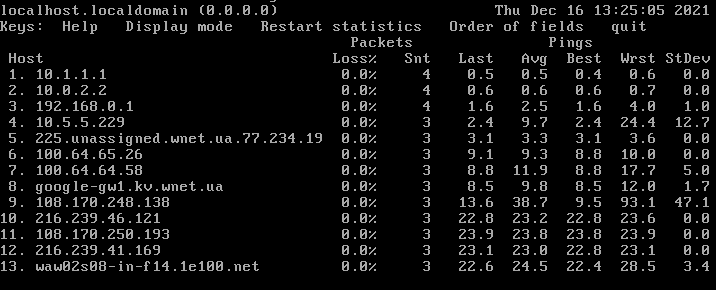 localhost.localdomain (0.0.0.0) Thu Dec 16 13:25:05 2021
Keys: Help Display mode Restart statistics Order of fields quit
Packets Pings
Host Loss% Snt Last Avg Best Wrst StDev
1. 10.1.1.1 0.0% 4 0.5 0.5 0.4 0.6 0.0
2. 10.0.2.2 0.0% 4 0.6 0.6 0.6 0.7 0.0
3. 192.168.0.1 0.0% 4 1.6 2.5 1.6 4.0 1.0
4. 10.5.5.229 0.0% 3 2.4 9.7 2.4 24.4 12.7
5. 225.unassigned.wnet.ua.77.234.19 0.0% 3 3.1 3.3 3.1 3.6 0.0
6. 100.64.65.26 0.0% 3 9.1 9.3 8.8 10.0 0.0
7. 100.64.64.58 0.0% 3 8.8 11.9 8.8 17.7 5.0
8. google-gw1.kv.wnet.ua 0.0% 3 8.5 9.8 8.5 12.0 1.7
9. 108.170.248.138 0.0% 3 13.6 38.7 9.5 93.1 47.1
10. 216.239.46.121 0.0% 3 22.8 23.2 22.8 23.6 0.0
11. 108.170.250.193 0.0% 3 23.9 23.8 23.8 23.9 0.0
12. 216.239.41.169 0.0% 3 23.1 23.0 22.8 23.1 0.0
13. waw02s08-in-f14.1e100.net 0.0% 3 22.6 24.5 22.4 28.5 3.4